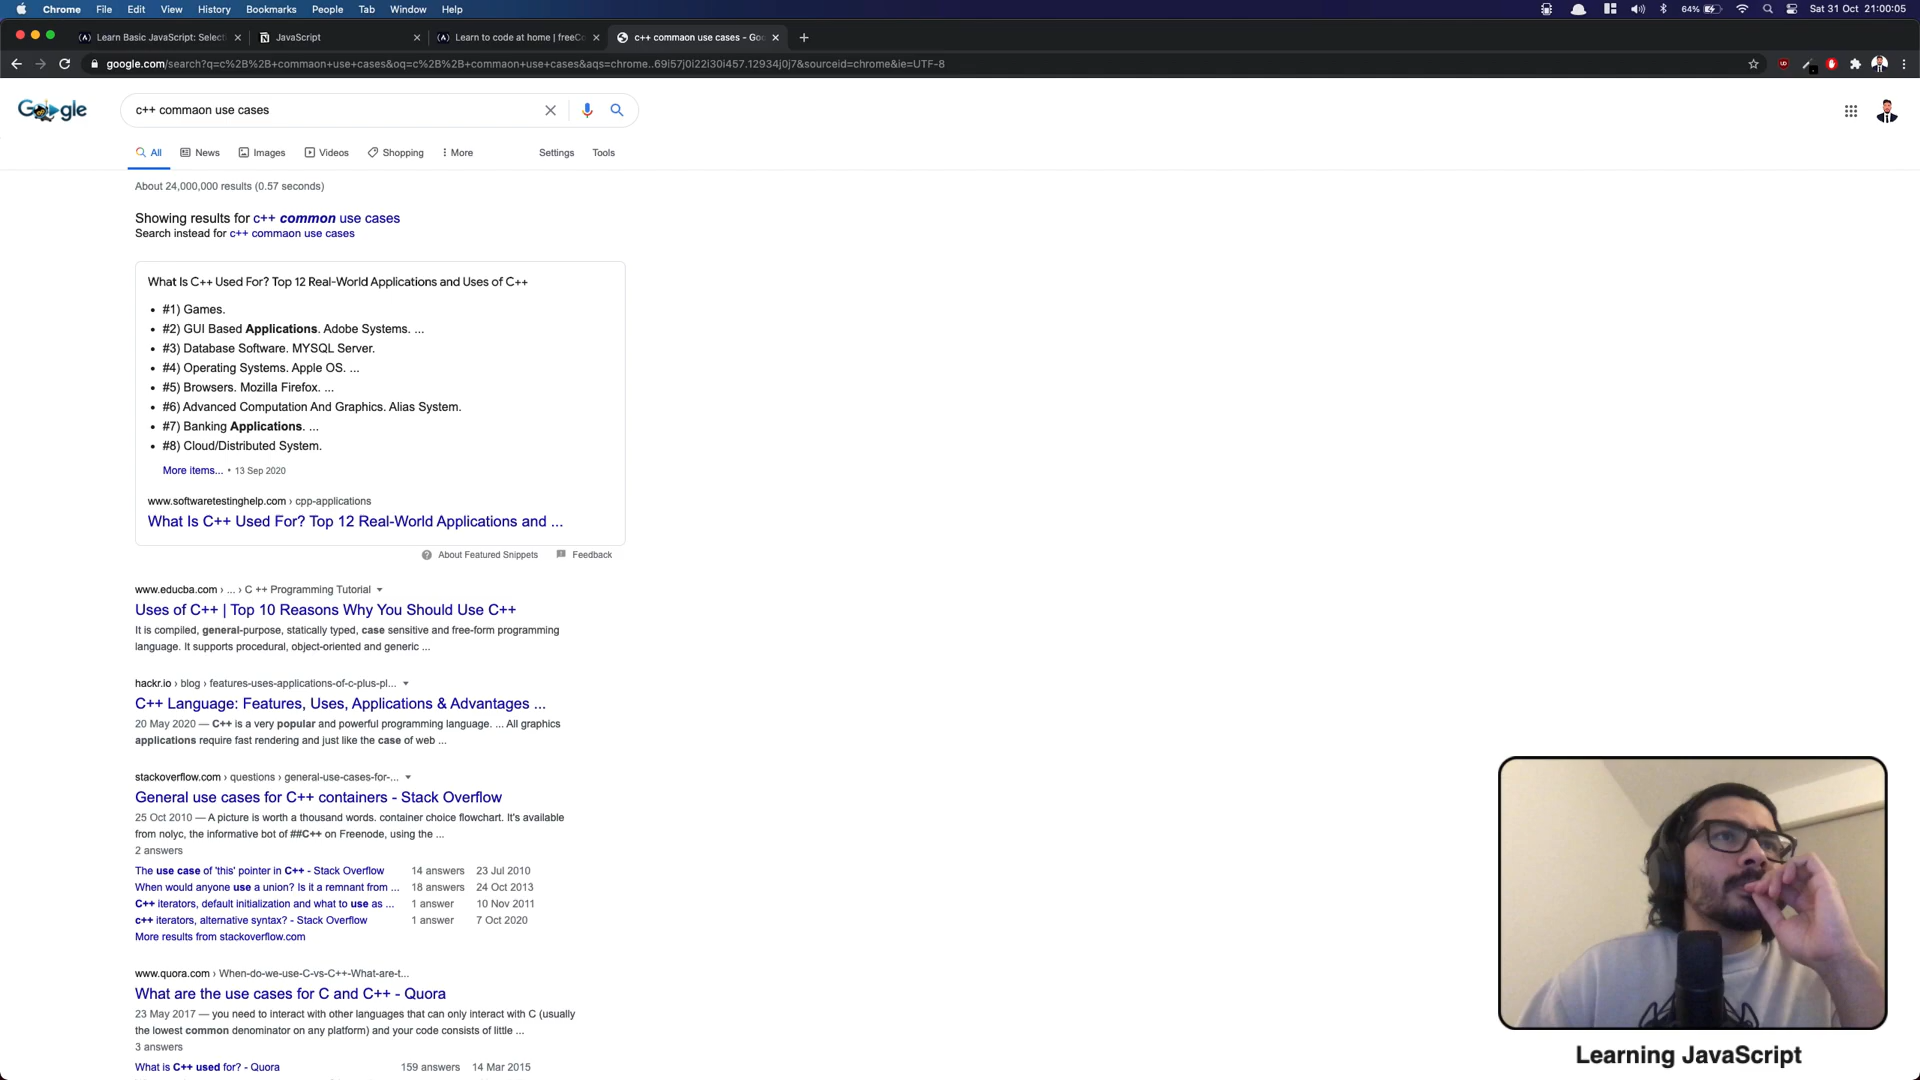 Chrome File Edit View History Bookmarks People Tab Window Help
64% Sat 31 Oct 21:00:05
Learn Basic JavaScript: Select
JavaScript
Learn to code at home | freeCo
c++ commaon use cases - Goo
google.com/search?q=c%2B%2B+commaon+use+cases&oq=c%2B%2B+commaon+use+cases&aqs=chrome..69i57j0i22i30i457.12934j0j7&sourceid=chrome&ie=UTF-8
Google
c++ commaon use cases
All News Images Videos Shopping More Settings Tools
About 24,000,000 results (0.57 seconds)
Showing results for c++ common use cases
Search instead for c++ commaon use cases
What Is C++ Used For? Top 12 Real-World Applications and Uses of C++
#1) Games.
#2) GUI Based Applications. Adobe Systems. ...
#3) Database Software. MYSQL Server.
#4) Operating Systems. Apple OS. ...
#5) Browsers. Mozilla Firefox. ...
#6) Advanced Computation And Graphics. Alias System.
#7) Banking Applications. ...
#8) Cloud/Distributed System.
More items... • 13 Sep 2020
www.softwaretestinghelp.com › cpp-applications
What Is C++ Used For? Top 12 Real-World Applications and ...
About Featured Snippets Feedback
www.educba.com › ... › C ++ Programming Tutorial
Uses of C++ | Top 10 Reasons Why You Should Use C++
It is compiled, general-purpose, statically typed, case sensitive and free-form programming
language. It supports procedural, object-oriented and generic ...
hackr.io › blog › features-uses-applications-of-c-plus-pl...
C++ Language: Features, Uses, Applications & Advantages ...
20 May 2020 — C++ is a very popular and powerful programming language. ... All graphics
applications require fast rendering and just like the case of web ...
stackoverflow.com › questions › general-use-cases-for-...
General use cases for C++ containers - Stack Overflow
25 Oct 2010 — A picture is worth a thousand words. container choice flowchart. It's available
from nolyc, the informative bot of ##C++ on Freenode, using the ...
2 answers
The use case of 'this' pointer in C++ - Stack Overflow 14 answers 23 Jul 2010
When would anyone use a union? Is it a remnant from ... 18 answers 24 Oct 2013
C++ iterators, default initialization and what to use as ... 1 answer 10 Nov 2011
c++ iterators, alternative syntax? - Stack Overflow 1 answer 7 Oct 2020
More results from stackoverflow.com
www.quora.com › When-do-we-use-C-vs-C++-What-are-t...
What are the use cases for C and C++ - Quora
23 May 2017 — you need to interact with other languages that can only interact with C (usually
the lowest common denominator on any platform) and your code consists of little ...
3 answers
What is C++ used for? - Quora 159 answers 14 Mar 2015
Learning JavaScript